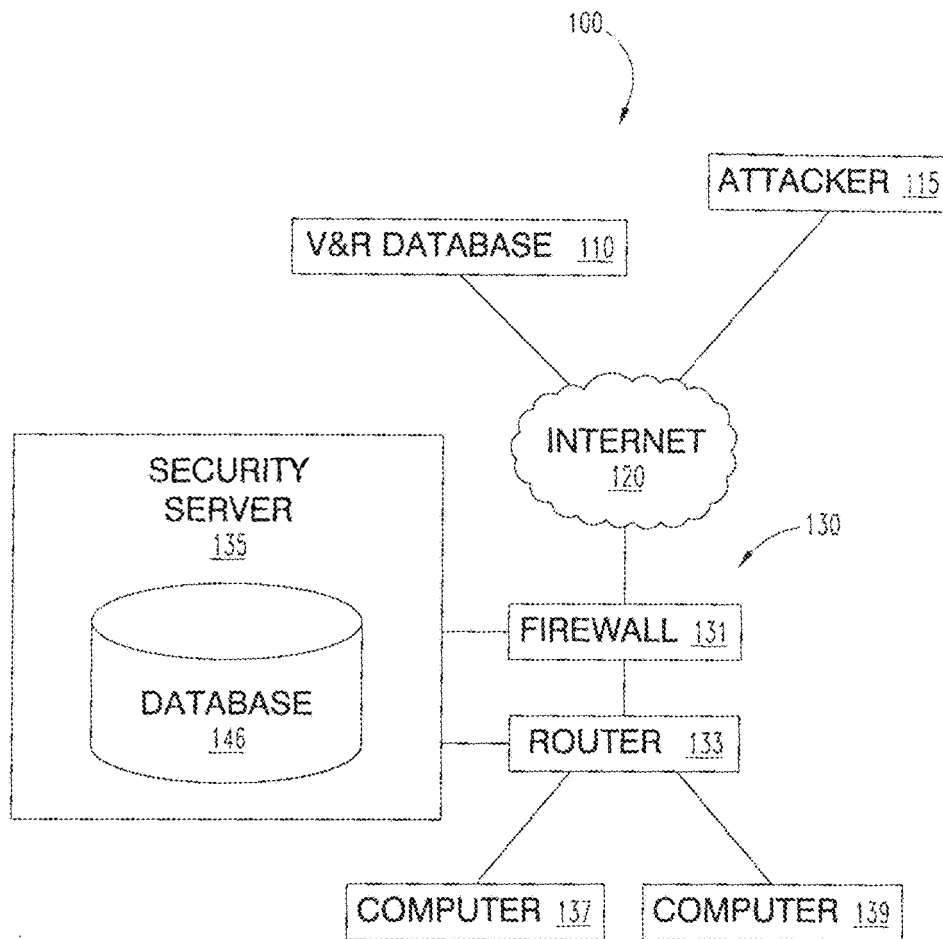 100
ATTACKER 115
V&R DATABASE 110
INTERNET
120
SECURITY
SERVER
135
130
FIREWALL 131
DATABASE
146
ROUTER 133
COMPUTER 137
COMPUTER 139